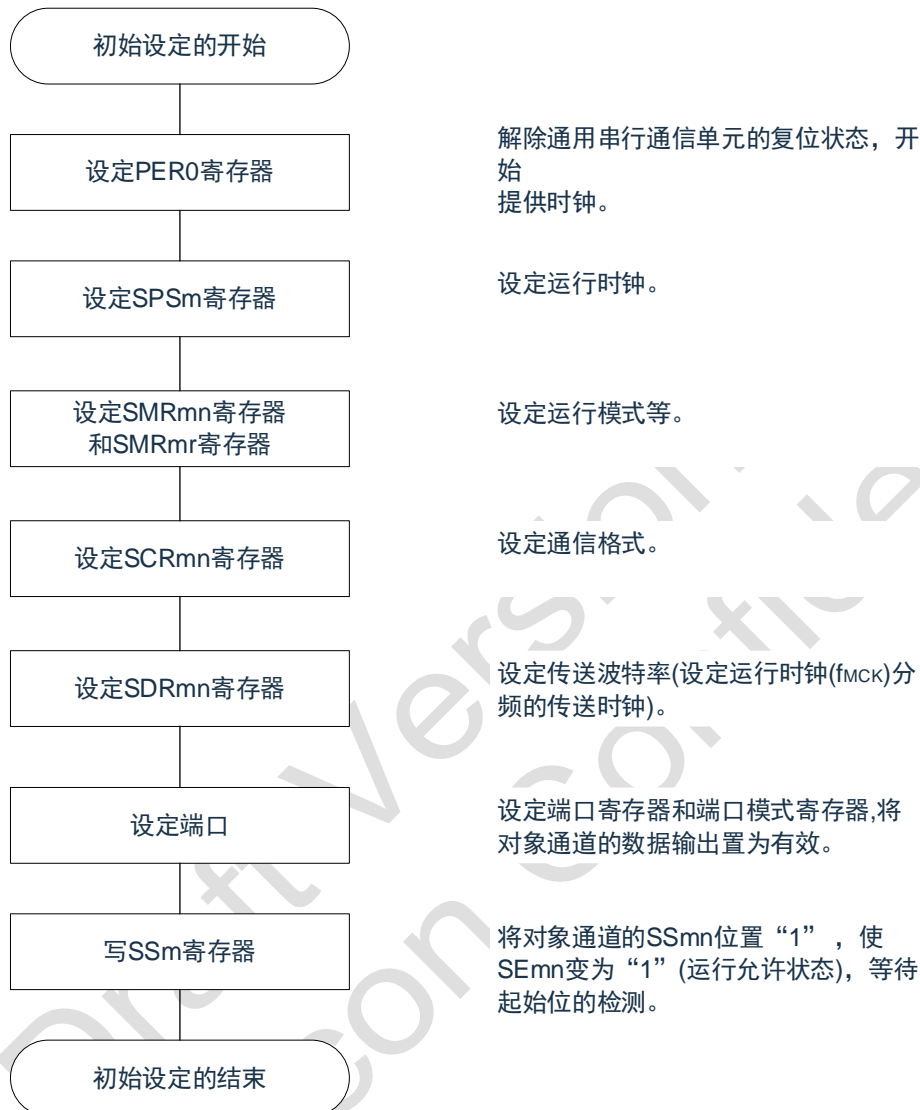 初始设定的开始
设定PER0寄存器
解除通用串行通信单元的复位状态，开
始
提供时钟。
设定SPSm寄存器
设定运行时钟。
设定SMRmn寄存器
和SMRmr寄存器
设定运行模式等。
设定SCRmn寄存器
设定通信格式。
设定SDRmn寄存器
设定传送波特率(设定运行时钟(fMCK)分
频的传送时钟)。
设定端口
设定端口寄存器和端口模式寄存器,将
对象通道的数据输出置为有效。
写SSm寄存器
将对象通道的SSmn位置“1”，使
SEmn变为“1”(运行允许状态)，等待
起始位的检测。
初始设定的结束